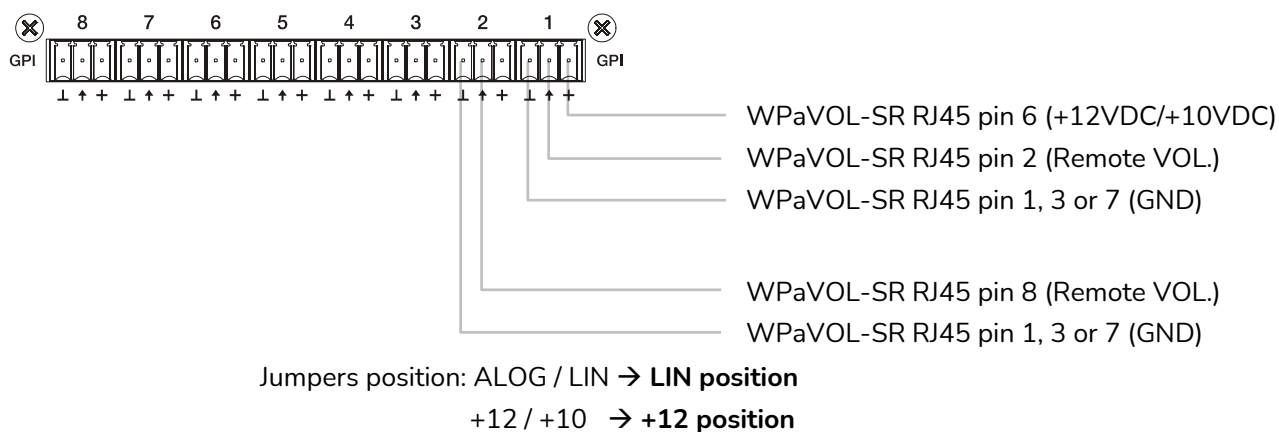 8 7 6 5 4 3 2 1
GPI GPI
⊥ ↑ + ⊥ ↑ + ⊥ ↑ + ⊥ ↑ + ⊥ ↑ + ⊥ ↑ + ⊥ ↑ + ⊥ ↑ +
WPaVOL-SR RJ45 pin 6 (+12VDC/+10VDC)
WPaVOL-SR RJ45 pin 2 (Remote VOL.)
WPaVOL-SR RJ45 pin 1, 3 or 7 (GND)
WPaVOL-SR RJ45 pin 8 (Remote VOL.)
WPaVOL-SR RJ45 pin 1, 3 or 7 (GND)
Jumpers position: ALOG / LIN → LIN position
+12 / +10 → +12 position